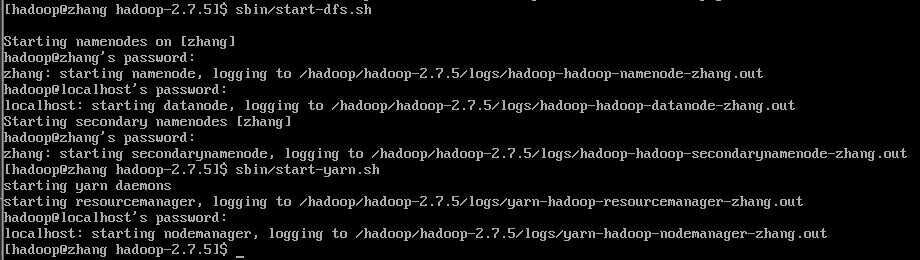 [hadoop@zhang hadoop-2.7.5]$ sbin/start-dfs.sh
Starting namenodes on [zhang]
hadoop@zhang's password:
zhang: starting namenode, logging to /hadoop/hadoop-2.7.5/logs/hadoop-hadoop-namenode-zhang.out
hadoop@localhost's password:
localhost: starting datanode, logging to /hadoop/hadoop-2.7.5/logs/hadoop-hadoop-datanode-zhang.out
Starting secondary namenodes [zhang]
hadoop@zhang's password:
zhang: starting secondarynamenode, logging to /hadoop/hadoop-2.7.5/logs/hadoop-hadoop-secondarynamenode-zhang.out
[hadoop@zhang hadoop-2.7.5]$ sbin/start-yarn.sh
starting yarn daemons
starting resourcemanager, logging to /hadoop/hadoop-2.7.5/logs/yarn-hadoop-resourcemanager-zhang.out
hadoop@localhost's password:
localhost: starting nodemanager, logging to /hadoop/hadoop-2.7.5/logs/yarn-hadoop-nodemanager-zhang.out
[hadoop@zhang hadoop-2.7.5]$ _